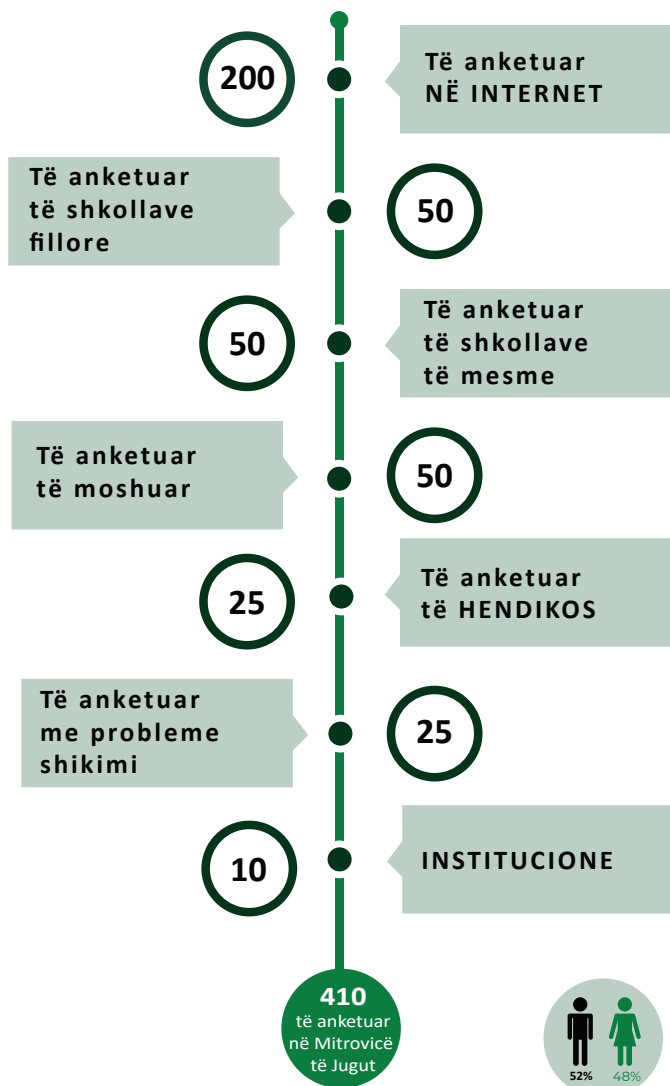 200
Të anketuar
NË INTERNET
Të anketuar
të shkollave
fillore
50
50
Të anketuar
të shkollave
të mesme
Të anketuar
të moshuar
50
25
Të anketuar
të HENDIKOS
Të anketuar
me probleme
shikimi
25
10
INSTITUCIONE
410
të anketuar
në Mitrovicë
të Jugut
52% 48%